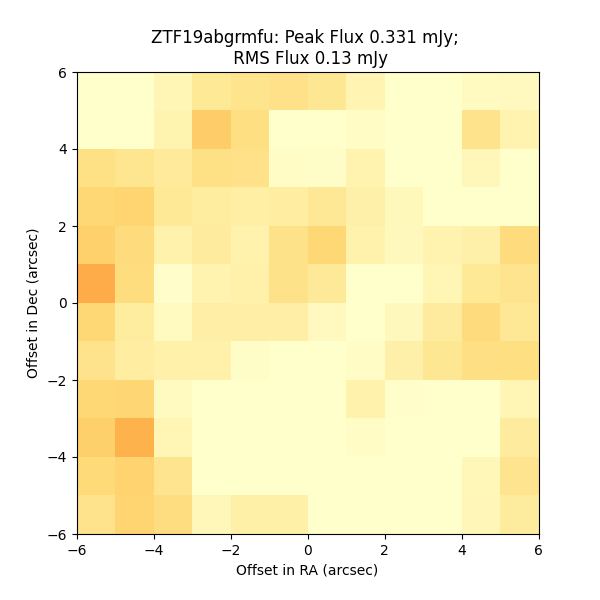 ZTF19abgrmfu: Peak Flux 0.331 mJy;
RMS Flux 0.13 mJy
6
4
2
0
−2
−4
−6
Offset in Dec (arcsec)
−6 −4 −2 0 2 4 6
Offset in RA (arcsec)